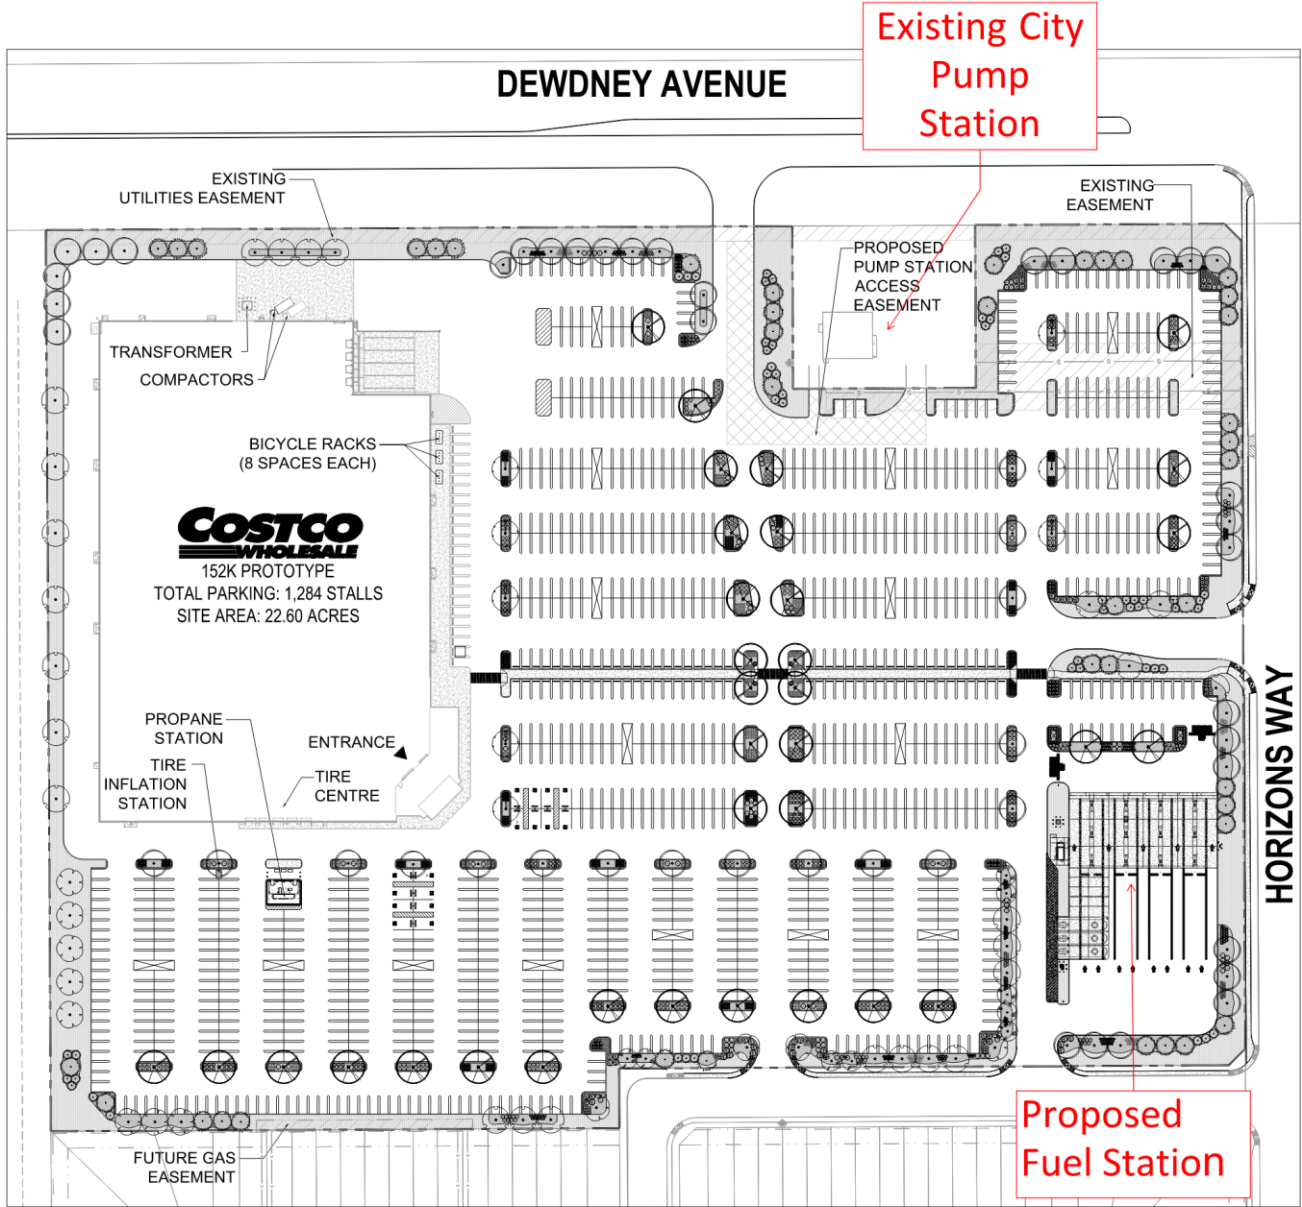 Existing City
Pump
Station
DEWDNEY AVENUE
EXISTING
UTILITIES EASEMENT
EXISTING
EASEMENT
PROPOSED
PUMP STATION
ACCESS
EASEMENT
TRANSFORMER
COMPACTORS
BICYCLE RACKS
(8 SPACES EACH)
COSTCO
WHOLESALE
152K PROTOTYPE
TOTAL PARKING: 1,284 STALLS
SITE AREA: 22.60 ACRES
PROPANE
STATION
ENTRANCE
TIRE
INFLATION
STATION
TIRE
CENTRE
HORIZONS WAY
Proposed
Fuel Station
FUTURE GAS
EASEMENT